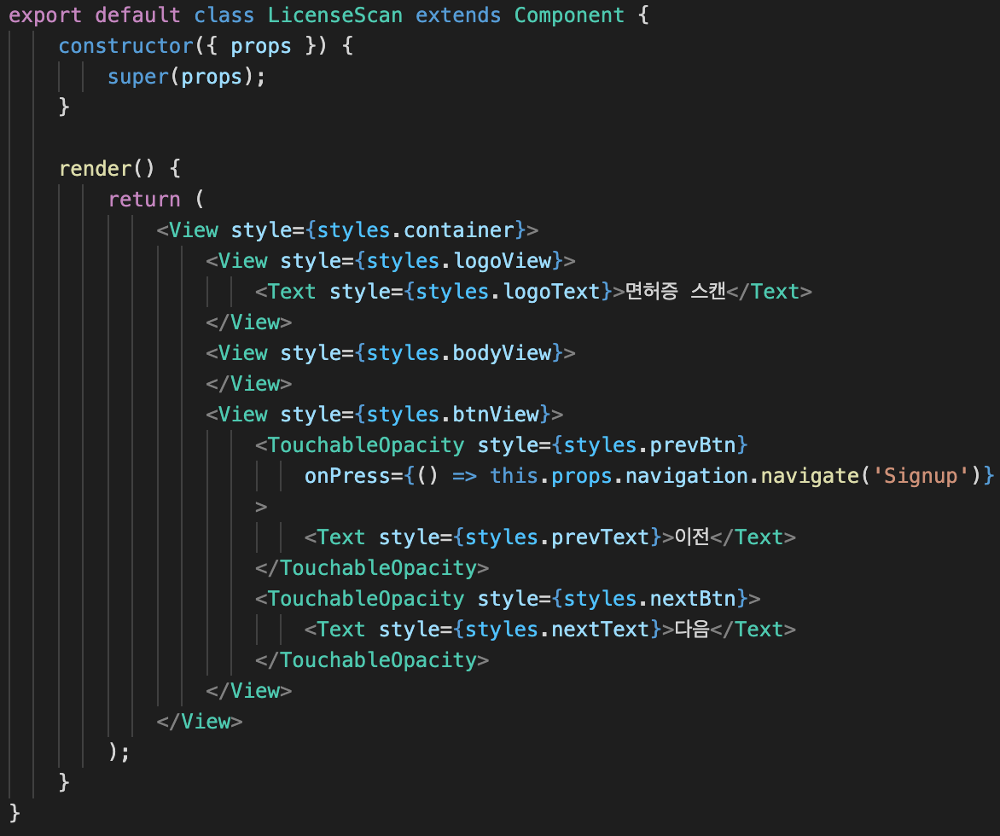 export default class LicenseScan extends Component {
    constructor({ props }) {
        super(props);
    }

    render() {
        return (
            <View style={styles.container}>
                <View style={styles.logoView}>
                    <Text style={styles.logoText}>면허증 스캔</Text>
                </View>
                <View style={styles.bodyView}>
                </View>
                <View style={styles.btnView}>
                    <TouchableOpacity style={styles.prevBtn}
                        onPress={() => this.props.navigation.navigate('Signup')}
                    >
                        <Text style={styles.prevText}>이전</Text>
                    </TouchableOpacity>
                    <TouchableOpacity style={styles.nextBtn}>
                        <Text style={styles.nextText}>다음</Text>
                    </TouchableOpacity>
                </View>
            </View>
        );
    }
}